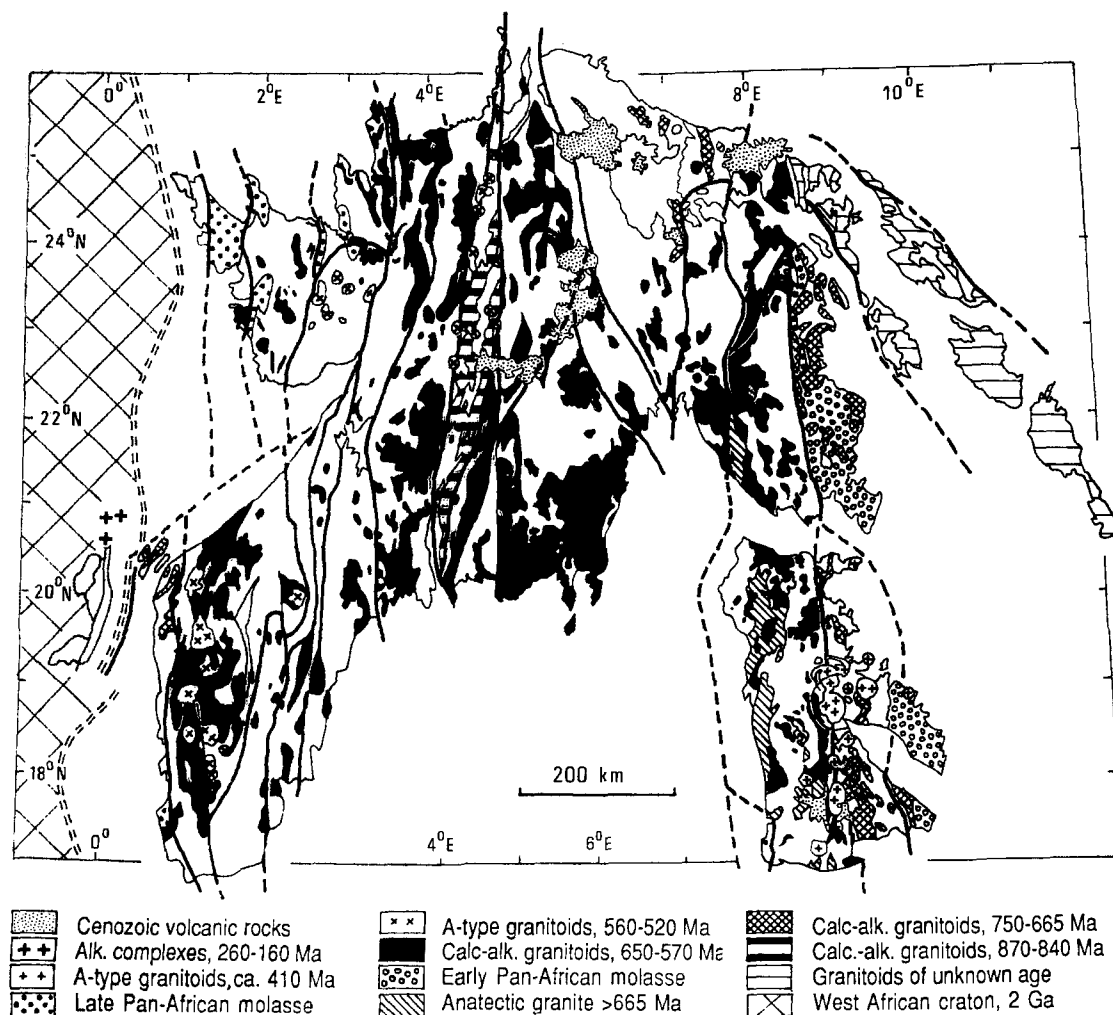 0° 2°E 4°E 8°E 10°E
24°N
22°N
20°N
18°N
200 km
0° 4°E 6°E
Cenozoic volcanic rocks
Alk. complexes, 260-160 Ma
A-type granitoids, ca. 410 Ma
Late Pan-African molasse
A-type granitoids, 560-520 Ma
Calc-alk. granitoids, 650-570 Ma
Early Pan-African molasse
Anatectic granite >665 Ma
Calc-alk. granitoids, 750-665 Ma
Calc.-alk. granitoids, 870-840 Ma
Granitoids of unknown age
West African craton, 2 Ga